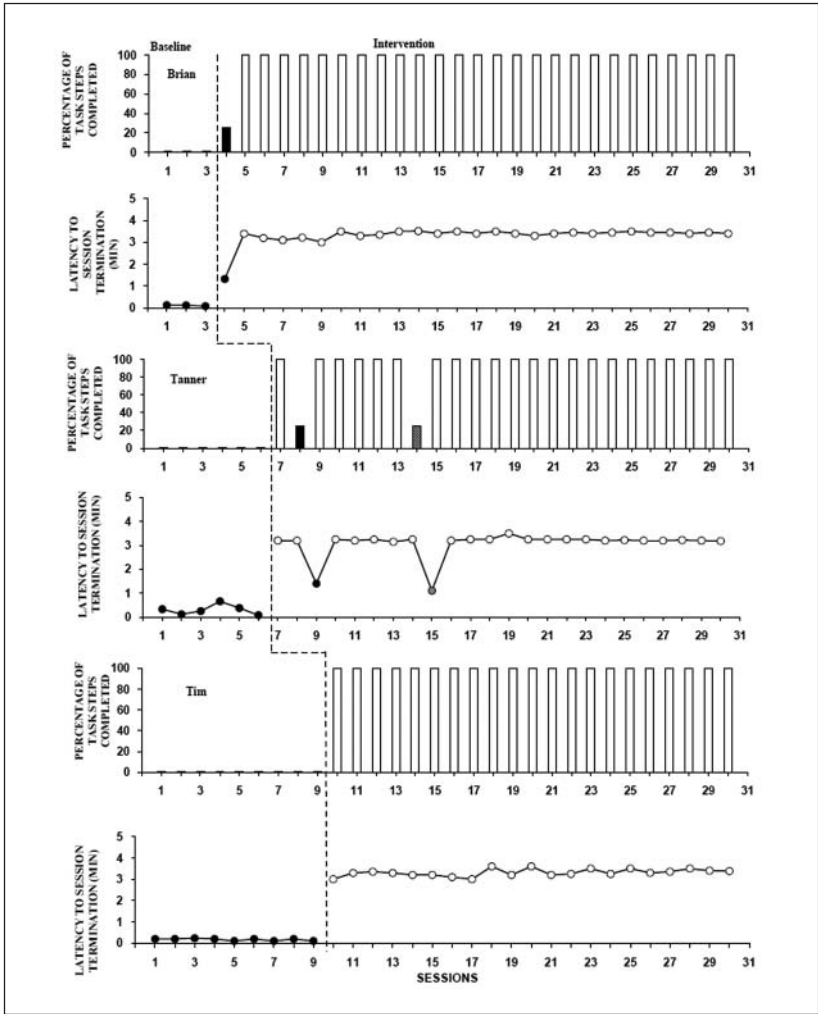 Baseline
Intervention
Brian
PERCENTAGE OF
TASK STEPS
COMPLETED
100
80
60
40
20
0
1 3 5 7 9 11 13 15 17 19 21 23 25 27 29 31
LATENCY TO
SESSION
TERMINATION
(MIN)
5
4
3
2
1
0
1 3 5 7 9 11 13 15 17 19 21 23 25 27 29 31
Tanner
PERCENTAGE OF
TASK STEPS
COMPLETED
100
80
60
40
20
0
1 3 5 7 9 11 13 15 17 19 21 23 25 27 29 31
LATENCY TO SESSION
TERMINATION (MIN)
5
4
3
2
1
0
1 3 5 7 9 11 13 15 17 19 21 23 25 27 29 31
Tim
PERCENTAGE OF
TASK STEPS
COMPLETED
100
80
60
40
20
0
1 3 5 7 9 11 13 15 17 19 21 23 25 27 29 31
LATENCY TO SESSION
TERMINATION (MIN)
5
4
3
2
1
0
1 3 5 7 9 11 13 15 17 19 21 23 25 27 29 31
SESSIONS